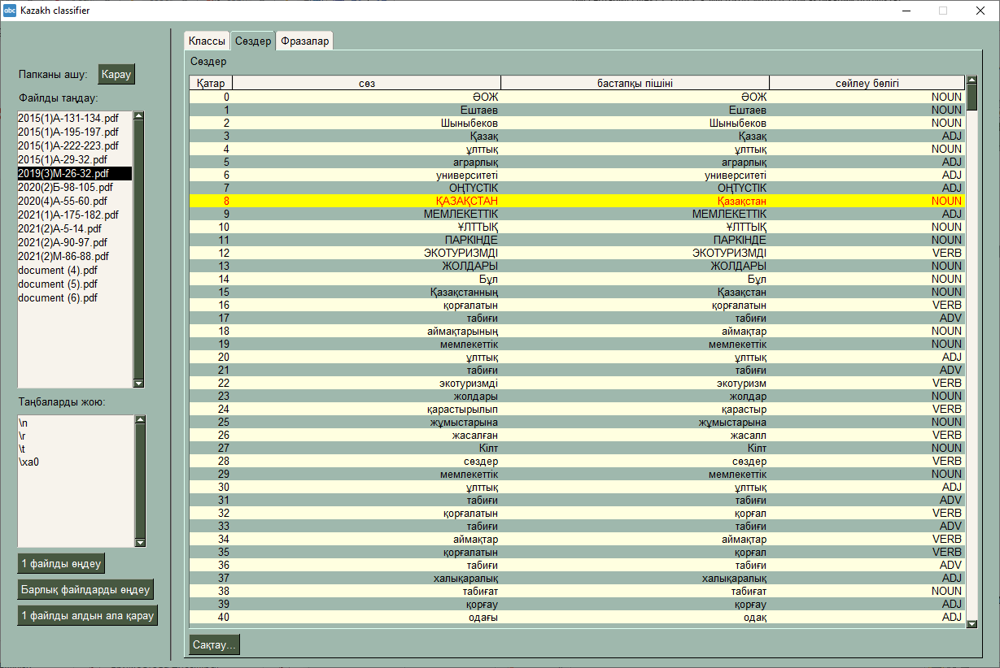 abc Kazakh classifier
Папканы ашу: Қарау
Файлды таңдау:
2015(1)А-131-134.pdf
2015(1)А-195-197.pdf
2015(1)А-222-223.pdf
2015(1)А-29-32.pdf
2019(3)М-26-32.pdf
2020(2)Б-98-105.pdf
2020(4)А-55-60.pdf
2021(1)А-175-182.pdf
2021(2)А-5-14.pdf
2021(2)А-90-97.pdf
2021(2)М-86-88.pdf
document (4).pdf
document (5).pdf
document (6).pdf
Таңбаларды жою:
\n
\r
\t
\xa0
1 файлды өңдеу
Барлық файлдарды өңдеу
1 файлды алдын ала қарау
Классы Сөздер Фразалар
Сөздер
Қатар сөз бастапқы пішіні сөйлеу бөлігі
0 ӘОЖ ӘОЖ NOUN
1 Ештаев Ештаев NOUN
2 Шыныбеков Шыныбеков NOUN
3 Қазақ Қазақ ADJ
4 ұлттық ұлттық NOUN
5 аграрлық аграрлық ADJ
6 университеті университеті ADJ
7 ОҢТҮСТІК ОҢТҮСТІК ADJ
8 ҚАЗАҚСТАН Қазақстан NOUN
9 МЕМЛЕКЕТТІК МЕМЛЕКЕТТІК ADJ
10 ҰЛТТЫҚ ҰЛТТЫҚ NOUN
11 ПАРКІНДЕ ПАРКІНДЕ NOUN
12 ЭКОТУРИЗМДІ ЭКОТУРИЗМДІ VERB
13 ЖОЛДАРЫ ЖОЛДАРЫ NOUN
14 Бұл Бұл NOUN
15 Қазақстанның Қазақстан NOUN
16 қорғалатын қорғалатын VERB
17 табиғи табиғи ADV
18 аймақтарының аймақтар NOUN
19 мемлекеттік мемлекеттік NOUN
20 ұлттық ұлттық ADJ
21 табиғи табиғи ADV
22 экотуризмді экотуризм VERB
23 жолдары жолдар NOUN
24 қарастырылып қарастыр VERB
25 жұмыстарына жұмыстарына NOUN
26 жасалған жасалл VERB
27 Кілт Кілт NOUN
28 сөздер сөздер VERB
29 мемлекеттік мемлекеттік NOUN
30 ұлттық ұлттық ADJ
31 табиғи табиғи ADV
32 қорғалатын қорғал VERB
33 табиғи табиғи ADV
34 аймақтар аймақтар VERB
35 қорғалатын қорғал VERB
36 табиғи табиғи ADV
37 халықаралық халықаралық ADJ
38 табиғат табиғат NOUN
39 қорғау қорғау ADJ
40 одағы одақ ADJ
Сақтау...